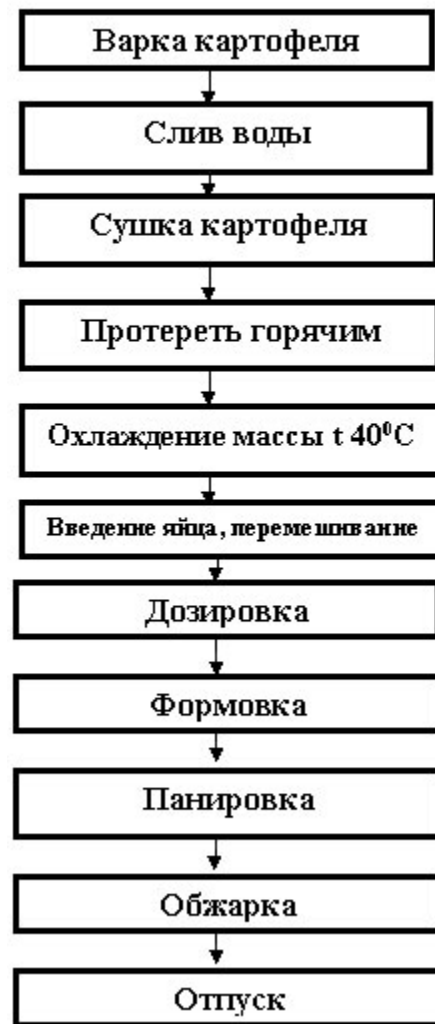 Варка картофеля
Слив воды
Сушка картофеля
Протереть горячим
Охлаждение массы t 40⁰С
Введение яйца, перемешивание
Дозировка
Формовка
Панировка
Обжарка
Отпуск